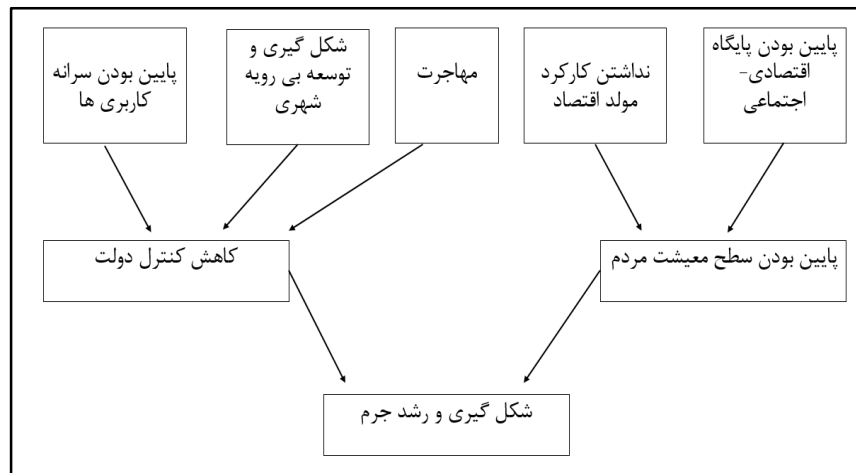 پایین بودن پایگاه
اقتصادی-
اجتماعی
نداشتن کارکرد
مولد اقتصاد
مهاجرت
شکل گیری و
توسعه بی رویه
شهری
پایین بودن سرانه
کاربری ها
پایین بودن سطح معیشت مردم
کاهش کنترل دولت
شکل گیری و رشد جرم